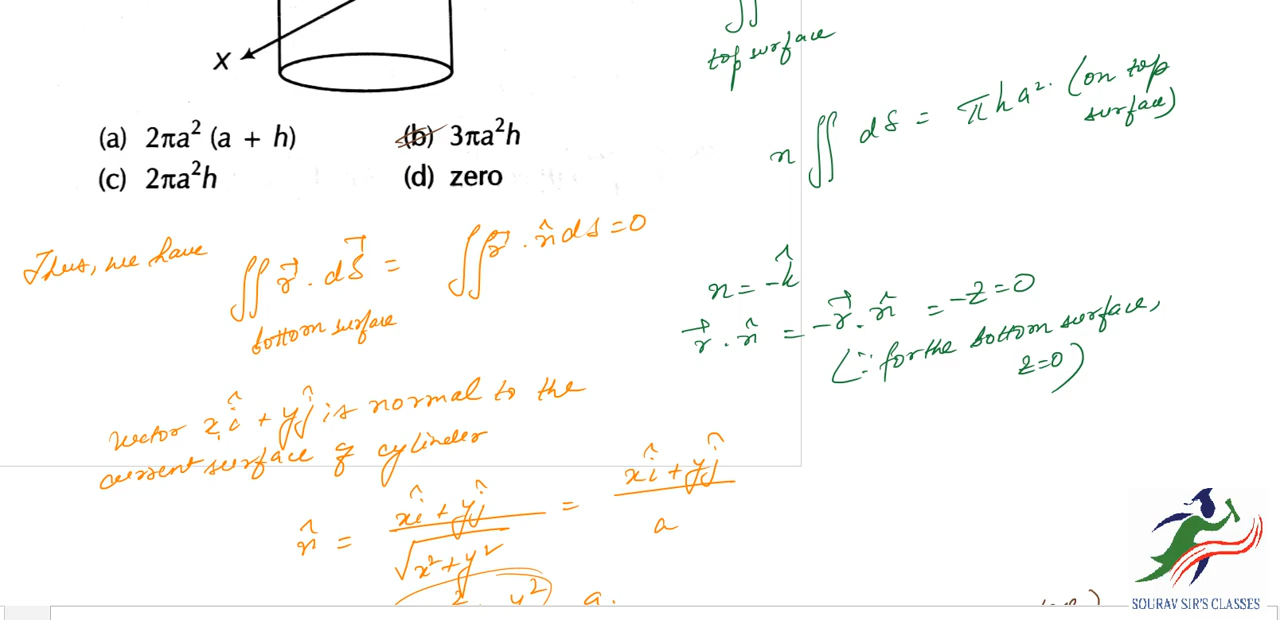 X
(a) 2πa² (a + h)
(b) 3πa²h
(c) 2πa²h
(d) zero
∬
top surface
n ∬ ds = πha². (on top
surface)
Thus, we have
∬ r⃗ . dS⃗ = ∬ r⃗ . n̂ ds = 0
bottom surface
n = -k̂
r⃗ . n̂ = -r⃗ . n̂ = -z = 0
(∵ for the bottom surface,
z=0)
vector xî + yĵ is normal to the
current surface of cylinder
n̂ = xî + yĵ / √x² + y² = xî + yĵ / a
y²) a.
SOURAV SIR'S CLASSES